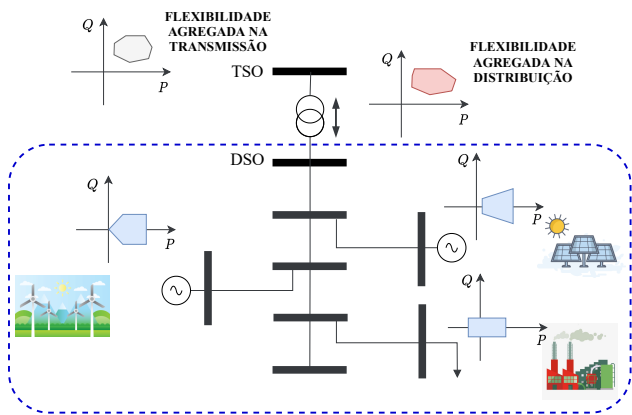 FLEXIBILIDADE
AGREGADA NA
TRANSMISSÃO
Q
P
TSO
FLEXIBILIDADE
AGREGADA NA
DISTRIBUIÇÃO
Q
P
DSO
Q
P
Q
P
Q
P